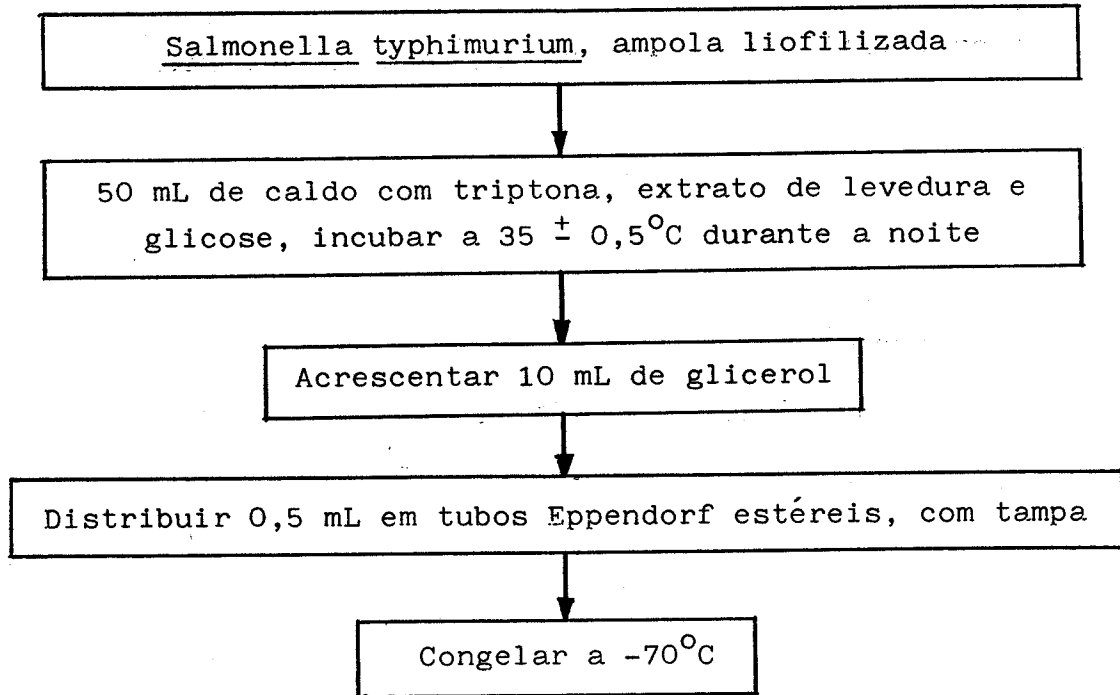 Salmonella typhimurium, ampola liofilizada
50 mL de caldo com triptona, extrato de levedura e
glicose, incubar a 35 ± 0,5°C durante a noite
Acrescentar 10 mL de glicerol
Distribuir 0,5 mL em tubos Eppendorf estéreis, com tampa
Congelar a -70°C